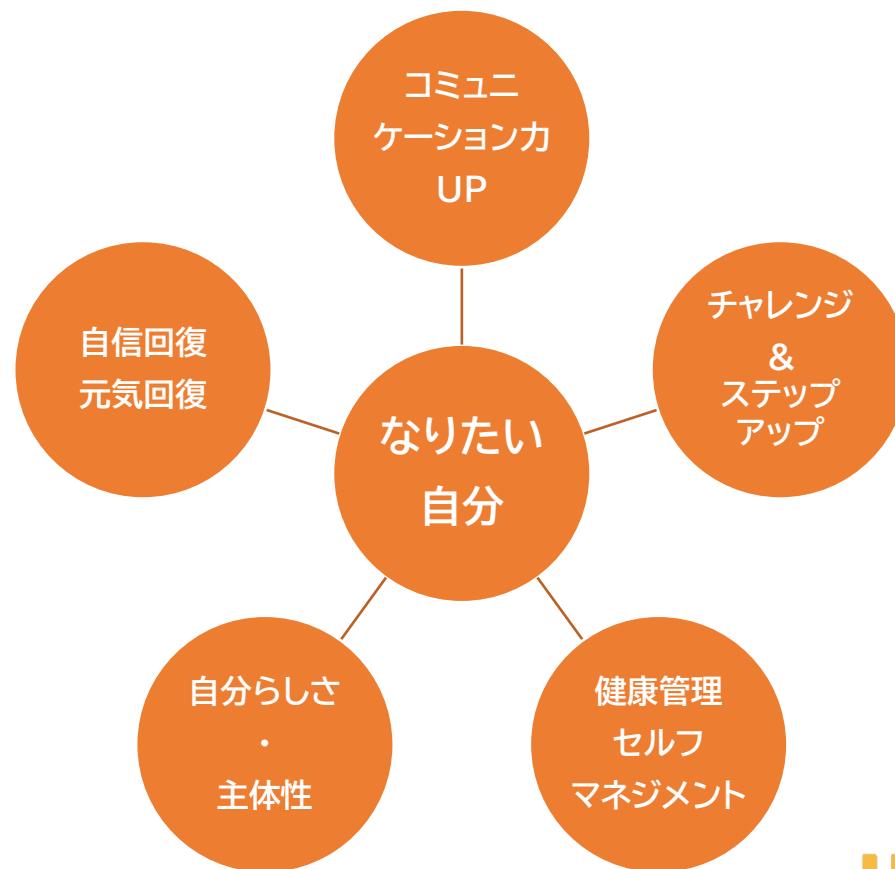 コミュニ
ケーション力
UP
チャレンジ
&
ステップ
アップ
健康管理
セルフ
マネジメント
自分らしさ
・
主体性
自信回復
元気回復
なりたい
自分